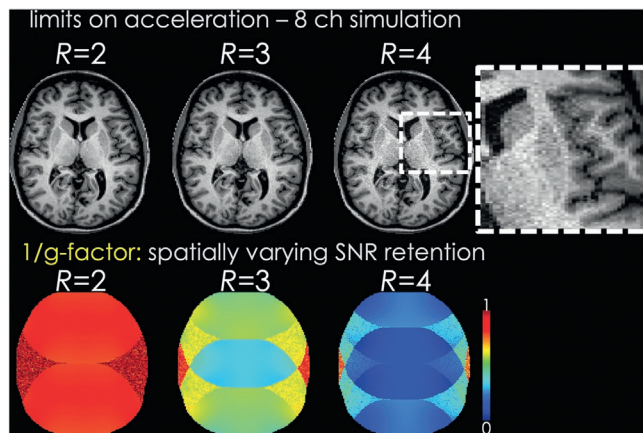 limits on acceleration – 8 ch simulation
R=2 R=3 R=4
1/g-factor: spatially varying SNR retention
R=2 R=3 R=4
1
0